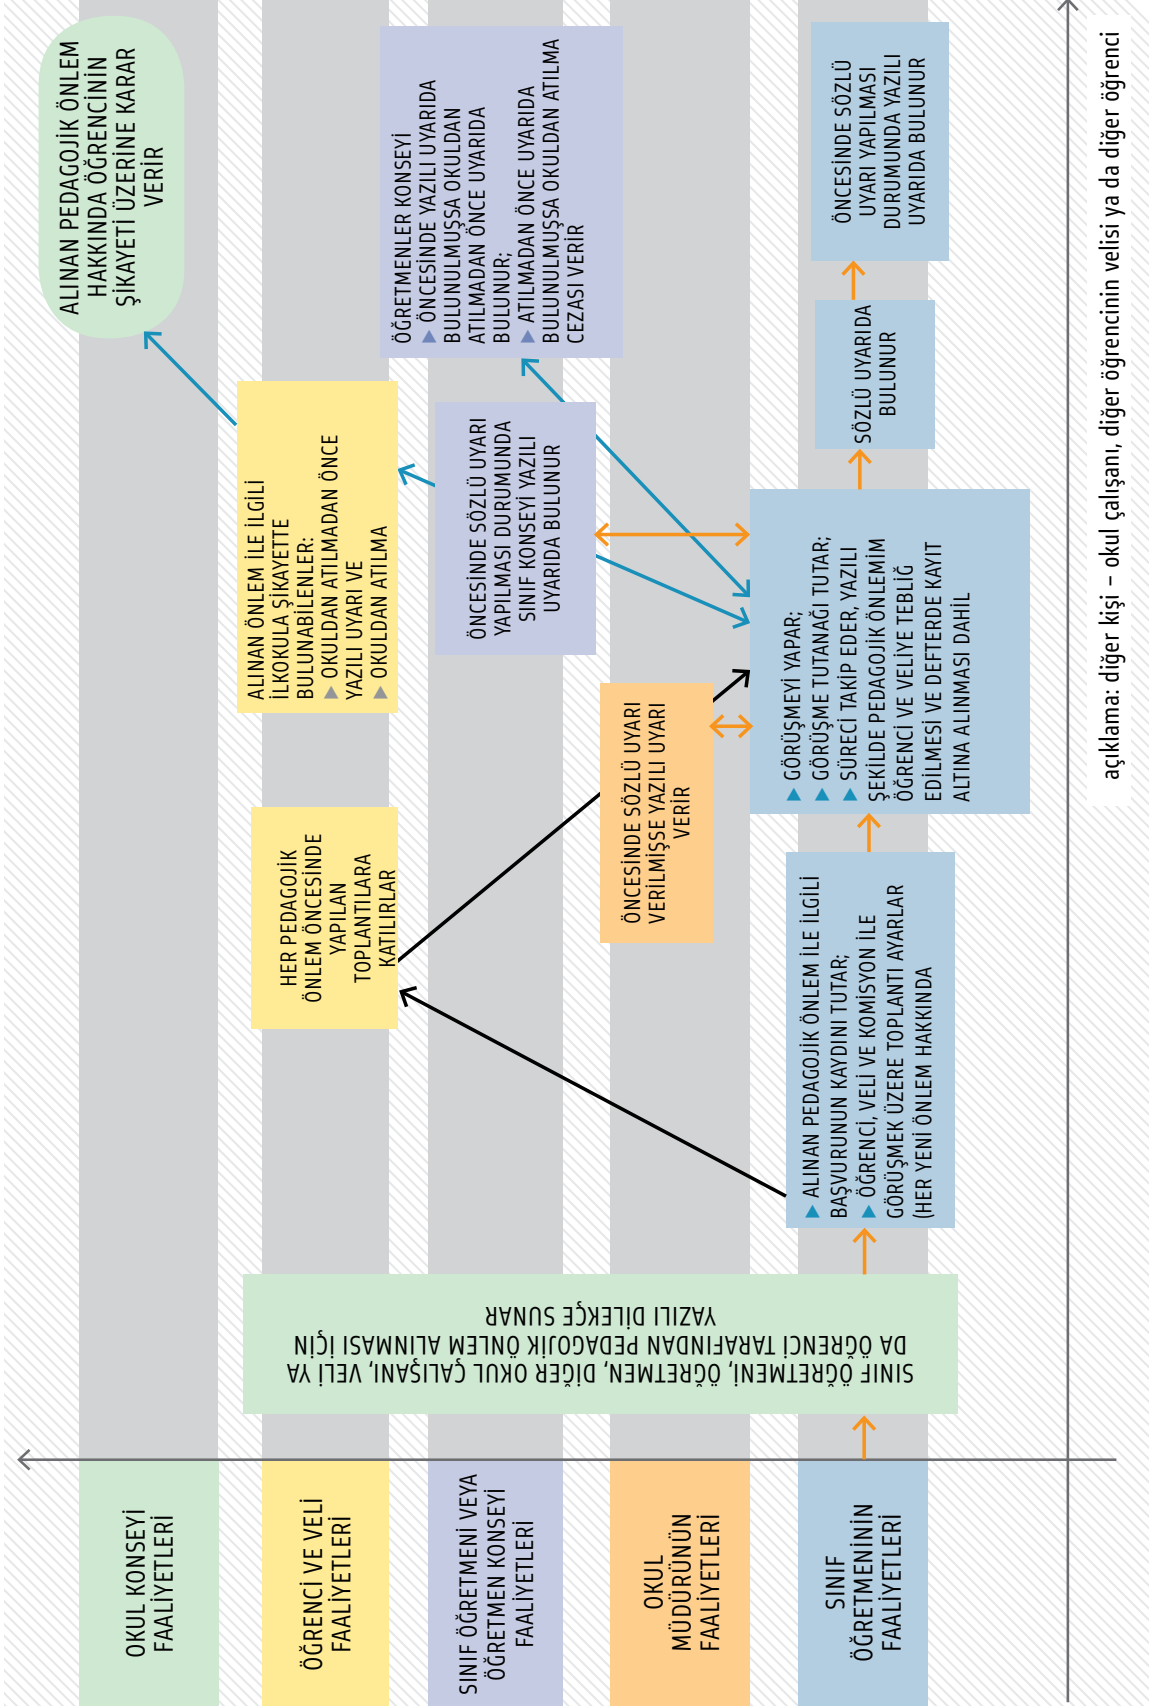 OKUL KONSEYİ
FAALİYETLERİ
ÖĞRENCİ VE VELİ
FAALİYETLERİ
SINIF ÖĞRETMENİ VEYA
ÖĞRETMEN KONSEYİ
FAALİYETLERİ
OKUL
MÜDÜRÜNÜN
FAALİYETLERİ
SINIF
ÖĞRETMENİNİN
FAALİYETLERİ
SINIF ÖĞRETMENİ, ÖĞRETMEN, DİĞER OKUL ÇALIŞANI, VELİ YA
DA ÖĞRENCİ TARAFINDAN PEDAGOJİK ÖNLEM ALINMASI İÇİN
YAZILI DİLEKÇE SUNAR
▶ ALINAN PEDAGOJİK ÖNLEM İLE İLGİLİ
BAŞVURUNUN KAYDINI TUTAR;
▶ ÖĞRENCİ, VELİ VE KOMİSYON İLE
GÖRÜŞMEK ÜZERE TOPLANTI AYARLAR
(HER YENİ ÖNLEM HAKKINDA
HER PEDAGOJİK
ÖNLEM ÖNCESİNDE
YAPILAN
TOPLANTILARA
KATILIRLAR
ÖNCESİNDE SÖZLÜ UYARI
VERİLMİŞSE YAZILI UYARI
VERİR
▶ GÖRÜŞMEYİ YAPAR;
▶ GÖRÜŞME TUTANAĞI TUTAR;
▶ SÜRECİ TAKİP EDER, YAZILI
ŞEKİLDE PEDAGOJİK ÖNLEMİM
ÖĞRENCİ VE VELİYE TEBLİĞ
EDİLMESİ VE DEFTERDE KAYIT
ALTINA ALINMASI DAHİL
ALINAN ÖNLEM İLE İLGİLİ
İLKOKULA ŞİKAYETTE
BULUNABİLENLER:
▶ OKULDAN ATILMADAN ÖNCE
YAZILI UYARI VE
▶ OKULDAN ATILMA
ÖNCESİNDE SÖZLÜ UYARI
YAPILMASI DURUMUNDA
SINIF KONSEYİ YAZILI
UYARIDA BULUNUR
SÖZLÜ UYARIDA
BULUNUR
ALINAN PEDAGOJİK ÖNLEM
HAKKINDA ÖĞRENCİNİN
ŞİKAYETİ ÜZERİNE KARAR
VERİR
ÖĞRETMENLER KONSEYİ
▶ ÖNCESİNDE YAZILI UYARIDA
BULUNULMUŞSA OKULDAN
ATILMADAN ÖNCE UYARIDA
BULUNUR;
▶ ATILMADAN ÖNCE UYARIDA
BULUNULMUŞSA OKULDAN ATILMA
CEZASI VERİR
ÖNCESİNDE SÖZLÜ
UYARI YAPILMASI
DURUMUNDA YAZILI
UYARIDA BULUNUR
açıklama: diğer kişi – okul çalışanı, diğer öğrencinin velisi ya da diğer öğrenci